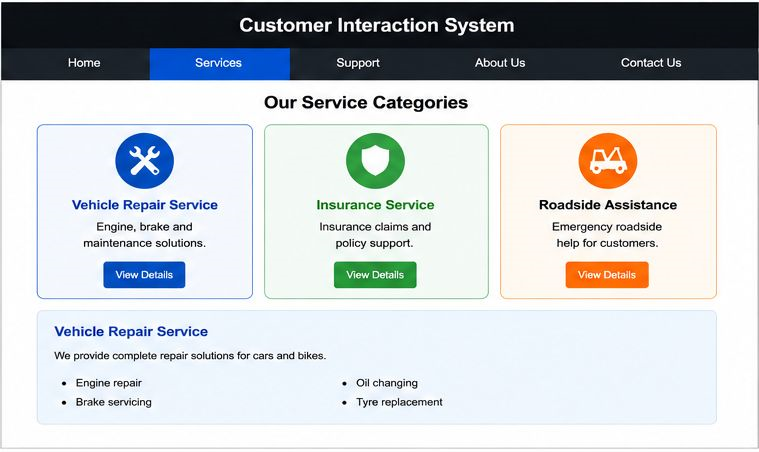 Customer Interaction System
Home
Services
Support
About Us
Contact Us
Our Service Categories
Vehicle Repair Service
Engine, brake and
maintenance solutions.
View Details
Insurance Service
Insurance claims and
policy support.
View Details
Roadside Assistance
Emergency roadside
help for customers.
View Details
Vehicle Repair Service
We provide complete repair solutions for cars and bikes.
• Engine repair
• Brake servicing
• Oil changing
• Tyre replacement